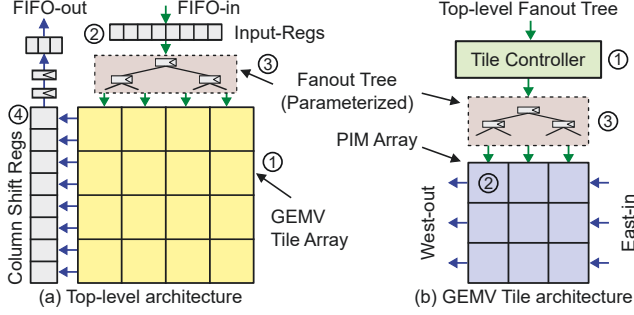 FIFO-out
FIFO-in
② Input-Regs
③
Fanout Tree
(Parameterized)
④
Column Shift Regs
①
GEMV
Tile Array
(a) Top-level architecture
Top-level Fanout Tree
Tile Controller ①
③
PIM Array
②
West-out
East-in
(b) GEMV Tile architecture